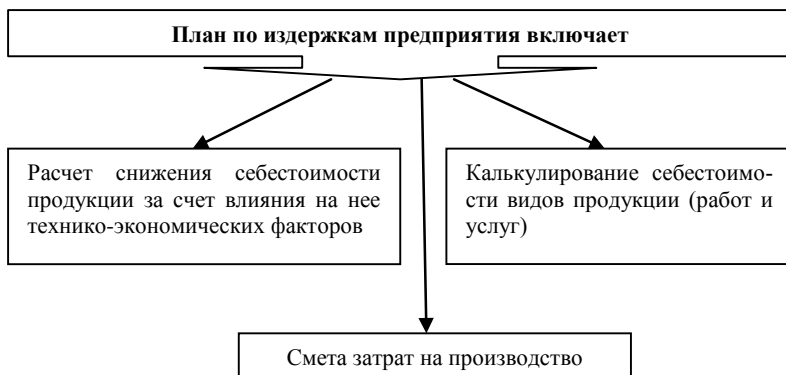 План по издержкам предприятия включает
Расчет снижения себестоимости
продукции за счет влияния на нее
технико-экономических факторов
Калькулирование себестоимо-
сти видов продукции (работ и
услуг)
Смета затрат на производство